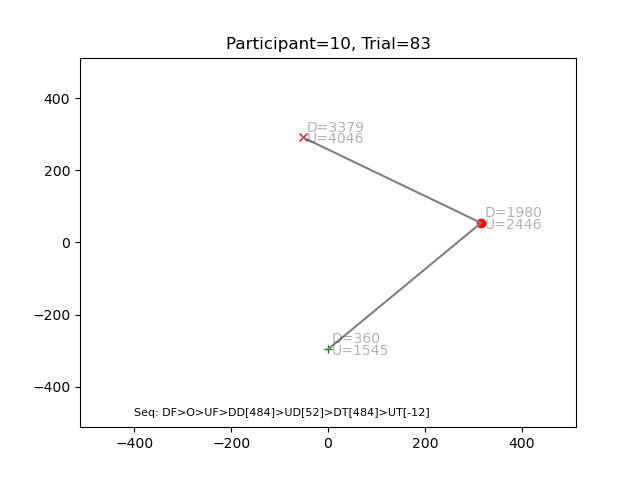 Participant=10, Trial=83
400
200
0
−200
−400
D=3379
U=4046
D=1980
U=2446
D=360
U=1545
Seq: DF>O>UF>DD[484]>UD[52]>DT[484]>UT[-12]
−400 −200 0 200 400